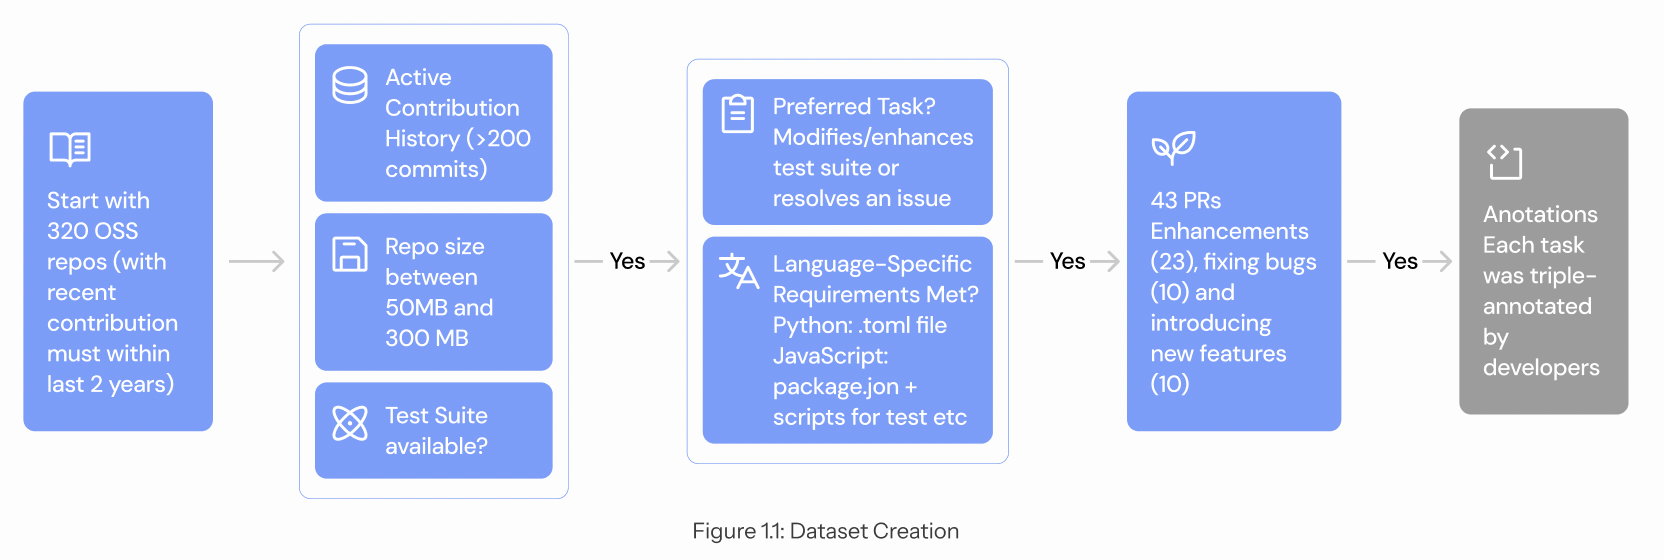 Start with
320 OSS
repos (with
recent
contribution
must within
last 2 years)
Active
Contribution
History (>200
commits)
Repo size
between
50MB and
300 MB
Test Suite
available?
Yes
Preferred Task?
Modifies/enhances
test suite or
resolves an issue
Language-Specific
Requirements Met?
Python: .toml file
JavaScript:
package.jon +
scripts for test etc
Yes
43 PRs
Enhancements
(23), fixing bugs
(10) and
introducing
new features
(10)
Yes
Anotations
Each task
was triple-
annotated
by
developers
Figure 1.1: Dataset Creation